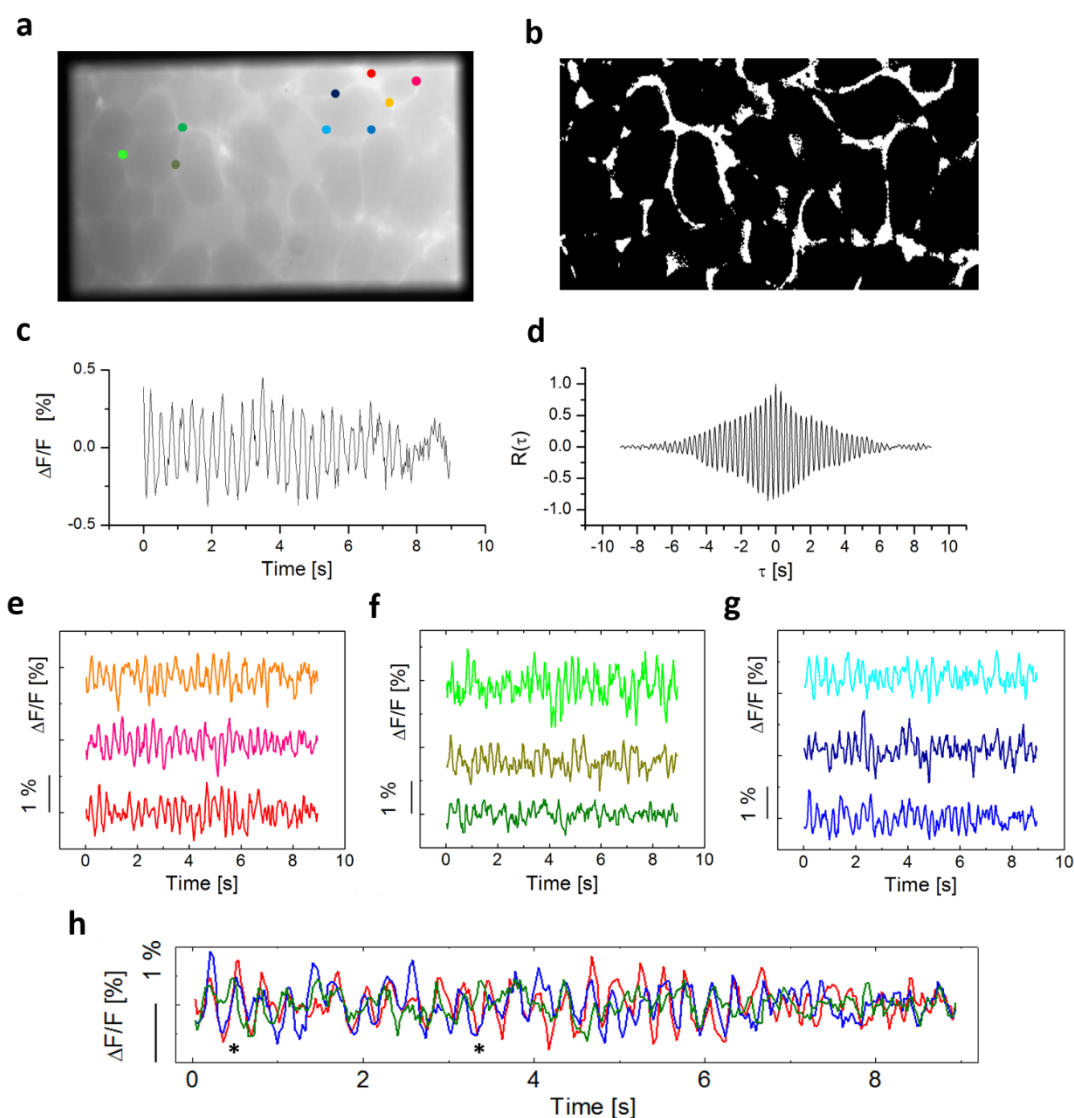 a
b
c
d
ΔF/F [%]
0.5
0.0
-0.5
0 2 4 6 8 10
Time [s]
R(τ)
1.0
0.5
0.0
-0.5
-1.0
-10 -8 -6 -4 -2 0 2 4 6 8 10
τ [s]
e
f
g
1 % ΔF/F [%]
0 2 4 6 8 10
Time [s]
1 % ΔF/F [%]
0 2 4 6 8 10
Time [s]
1 % ΔF/F [%]
0 2 4 6 8 10
Time [s]
h
ΔF/F [%] 1 %
* *
0 2 4 6 8
Time [s]